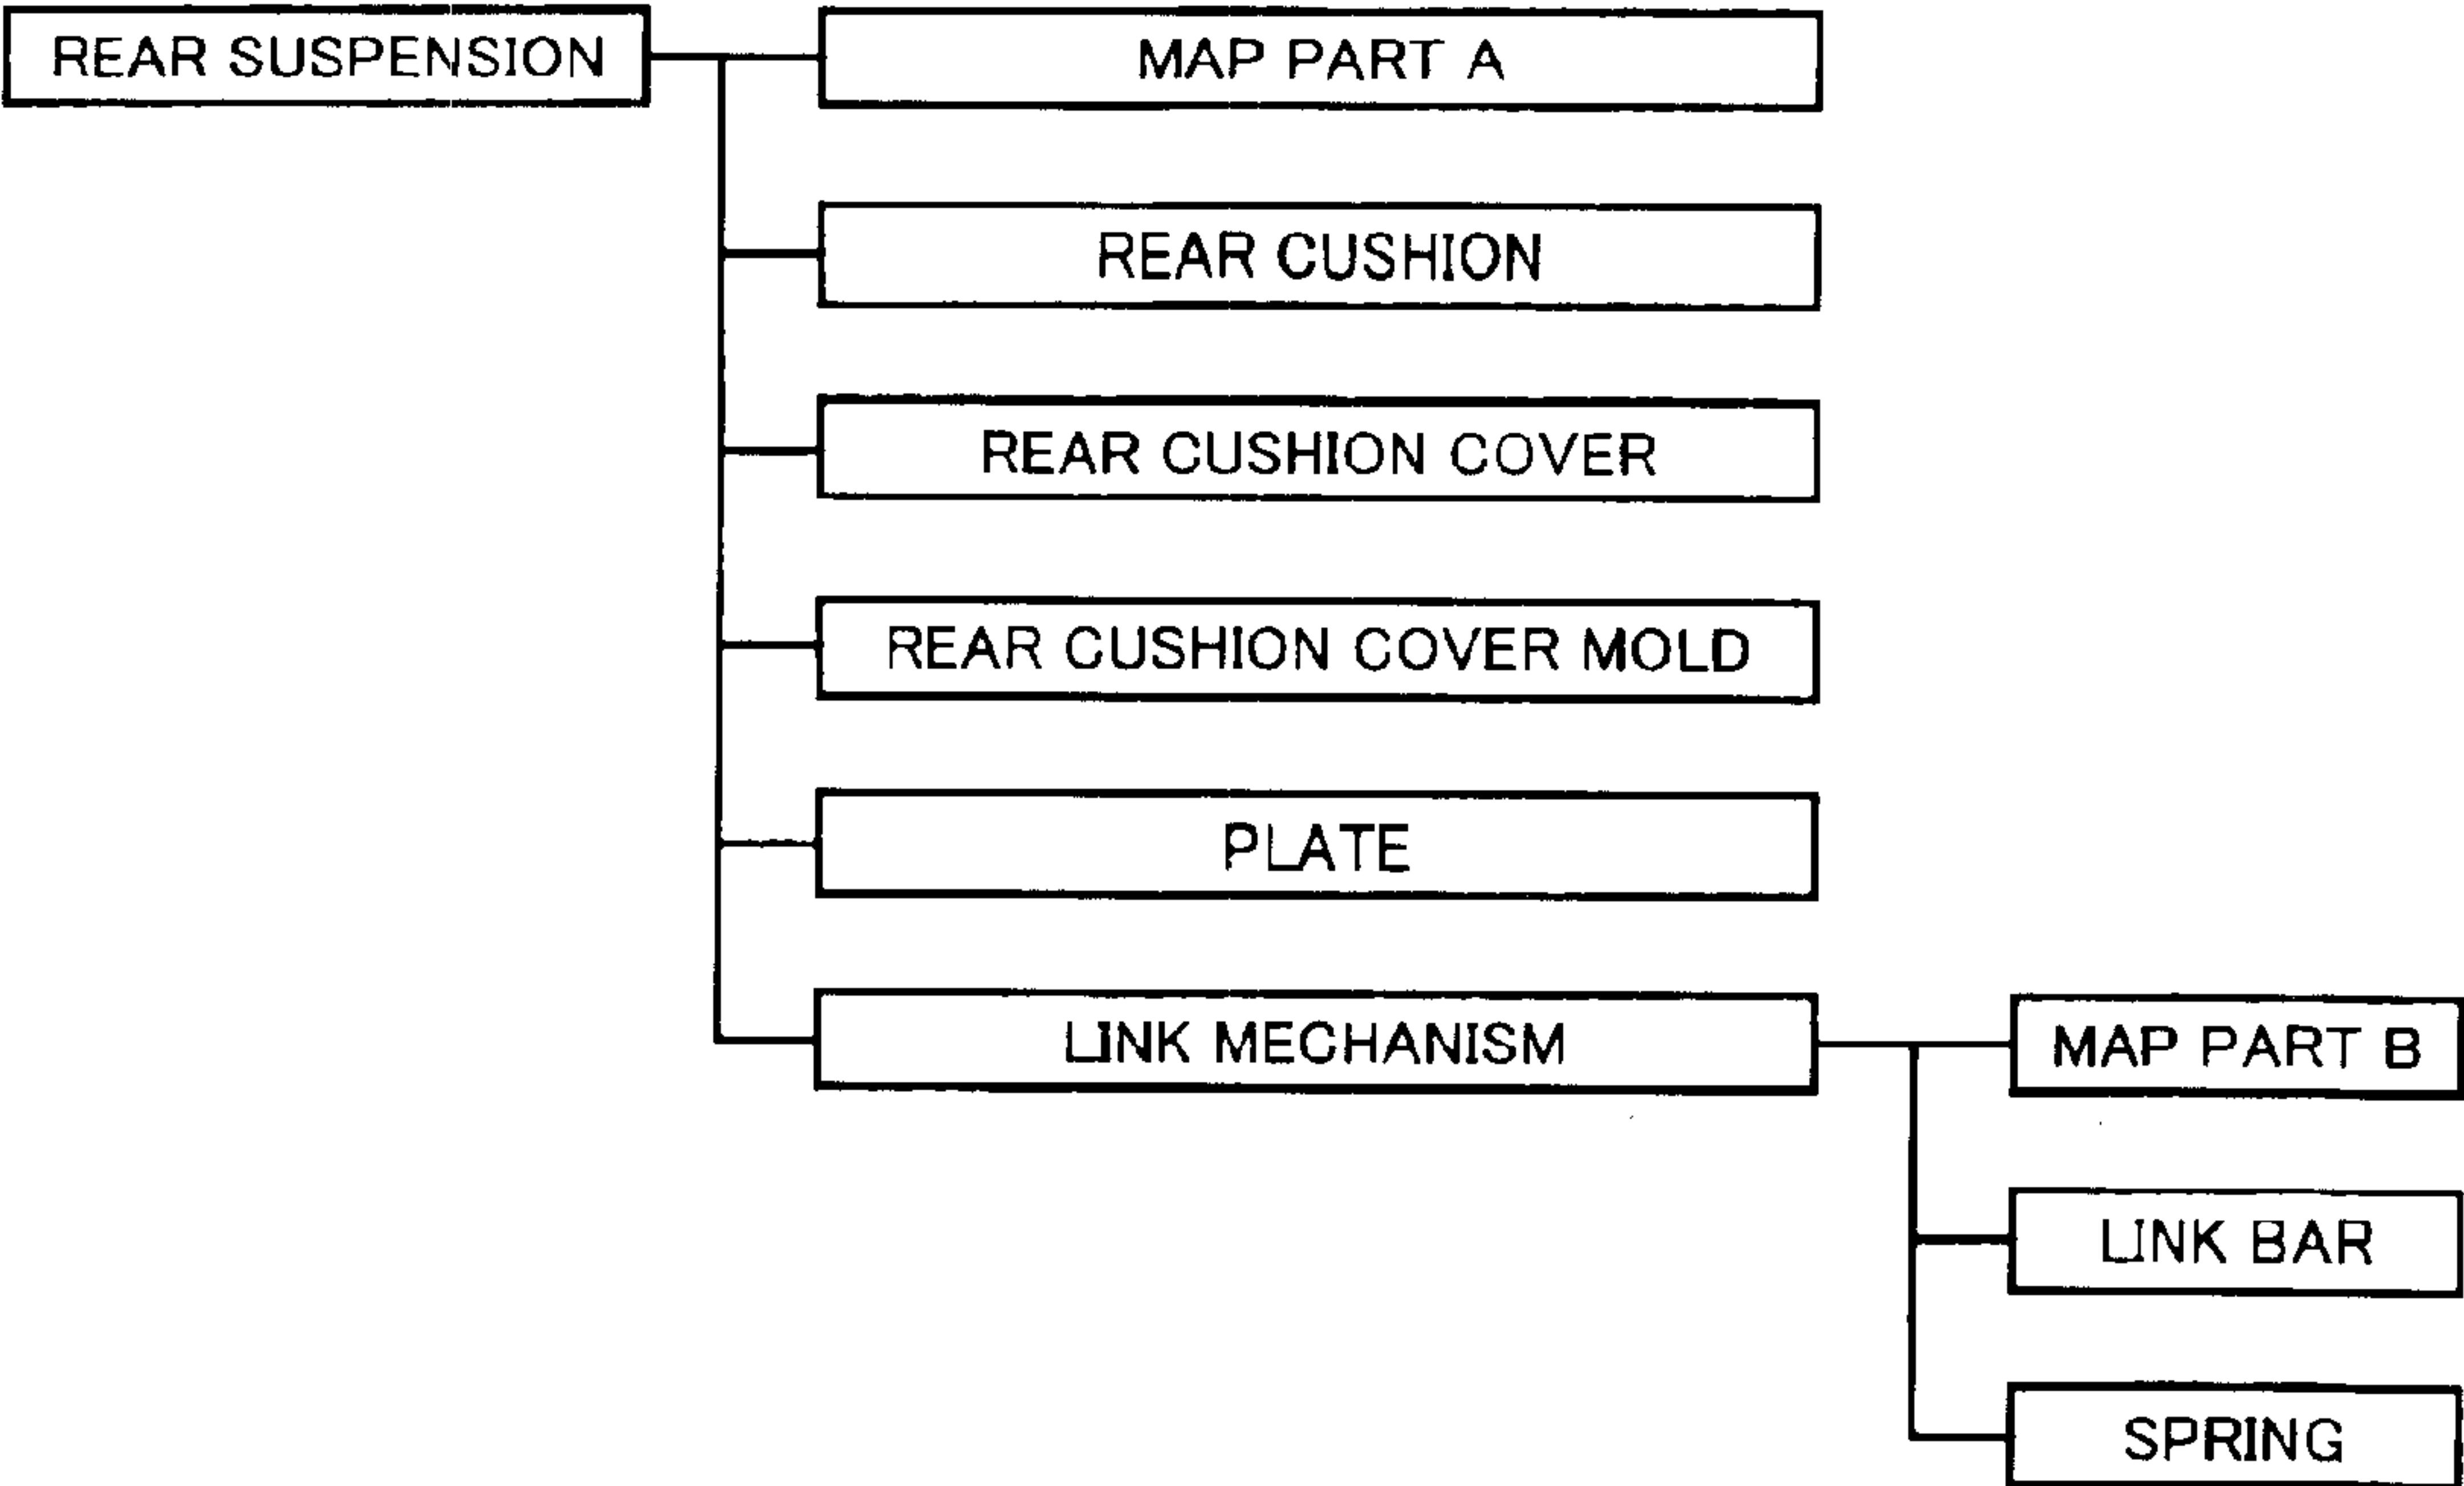 REAR SUSPENSION
MAP PART A
REAR CUSHION
REAR CUSHION COVER
REAR CUSHION COVER MOLD
PLATE
LINK MECHANISM
MAP PART B
LINK BAR
SPRING